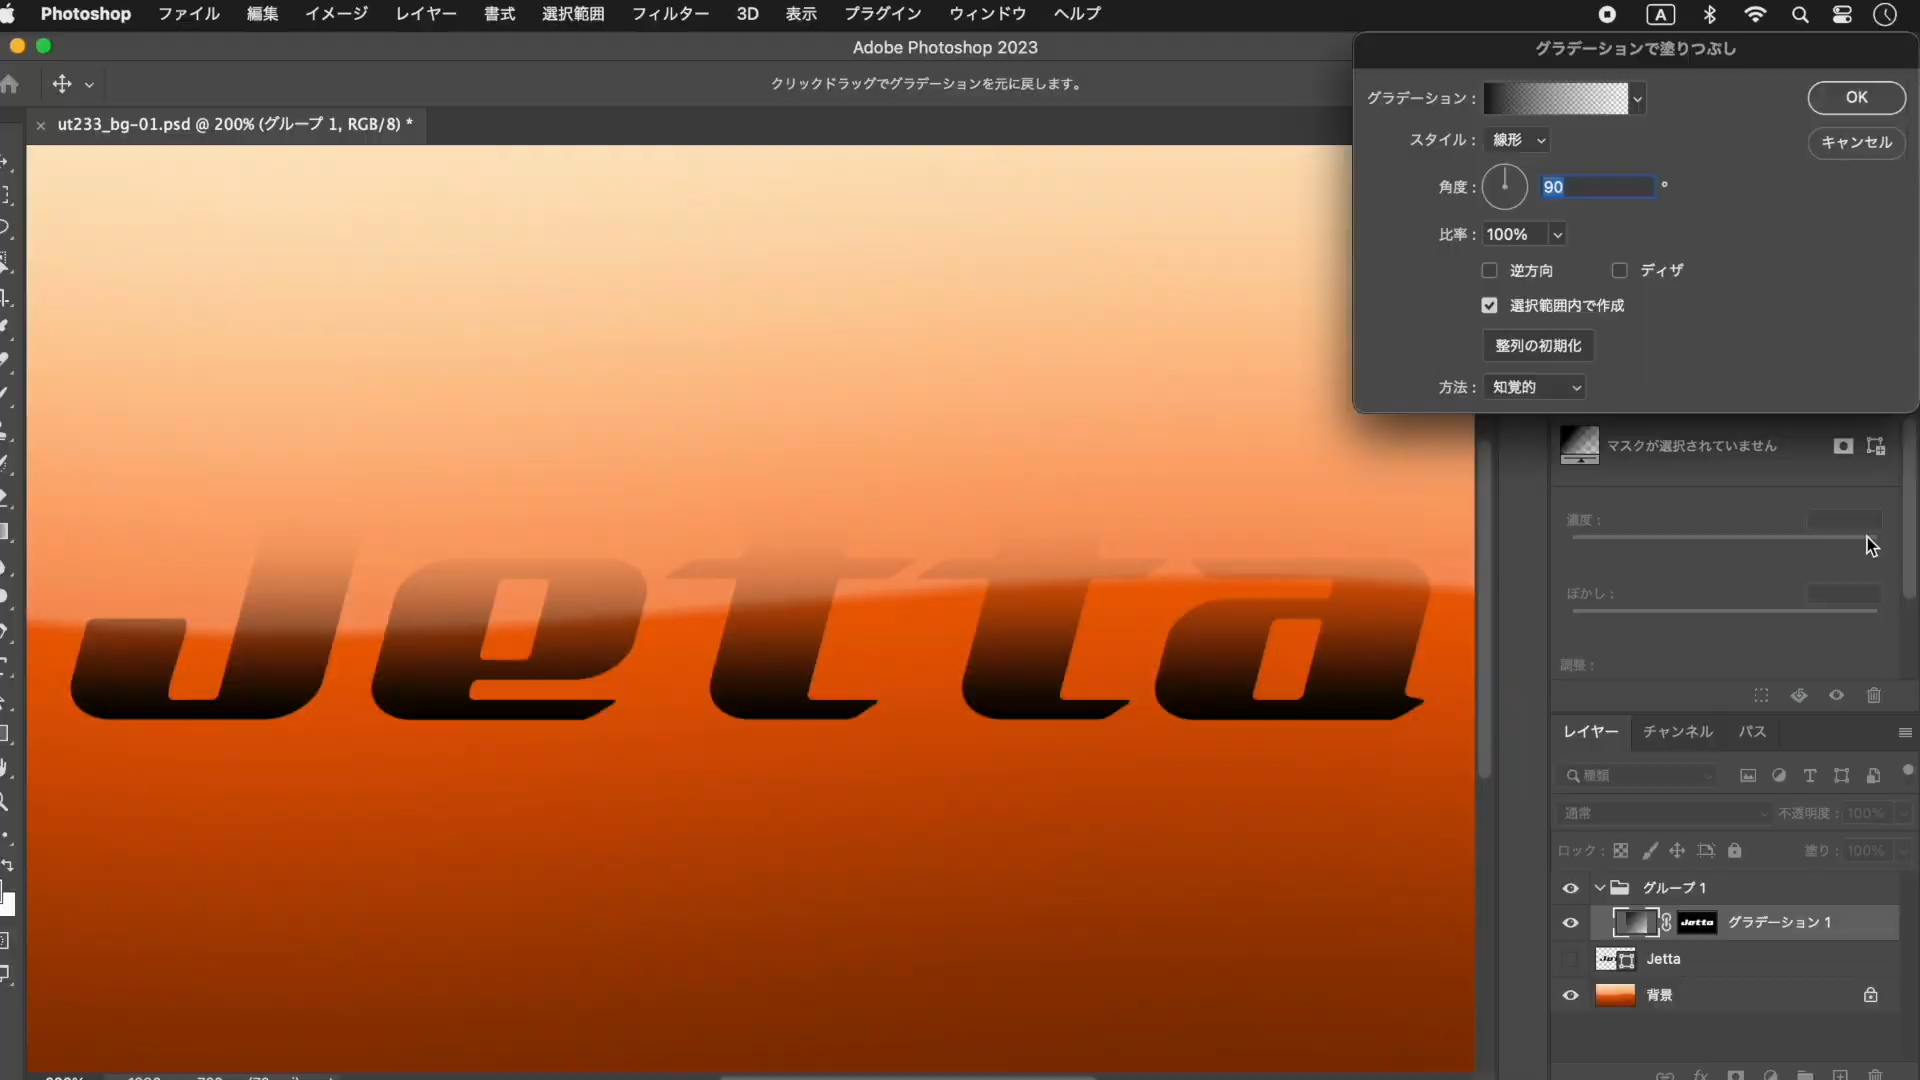 Photoshop ファイル 編集 イメージ レイヤー 書式 選択範囲 フィルター 3D 表示 プラグイン ウィンドウ ヘルプ A
Adobe Photoshop 2023
クリックドラッグでグラデーションを元に戻します。
ut233_bg-01.psd @ 200% (グループ 1, RGB/8) *
グラデーションで塗りつぶし
グラデーション :
OK
スタイル : 線形
キャンセル
角度 : 90 °
比率 : 100%
逆方向 ディザ
選択範囲内で作成
整列の初期化
方法 : 知覚的
Jetta
マスクが選択されていません
濃度 :
ぼかし :
調整 :
レイヤー チャンネル パス
種類
通常 不透明度 : 100%
ロック : 塗り : 100%
グループ 1
Jetta グラデーション 1
Jetta
背景